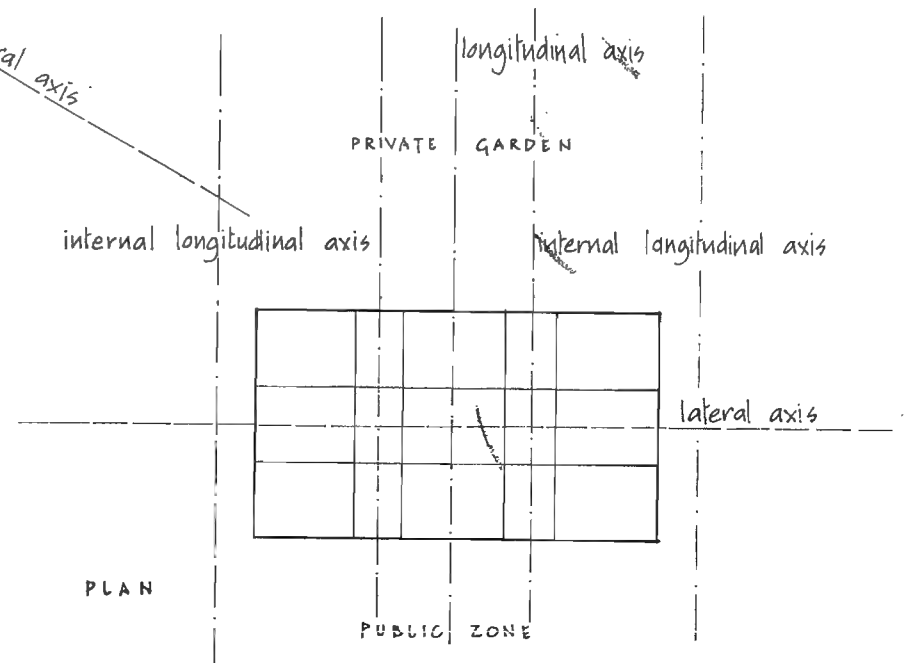 longitudinal axis
axis
PRIVATE GARDEN
internal longitudinal axis
internal longitudinal axis
lateral axis
PLAN
PUBLIC ZONE